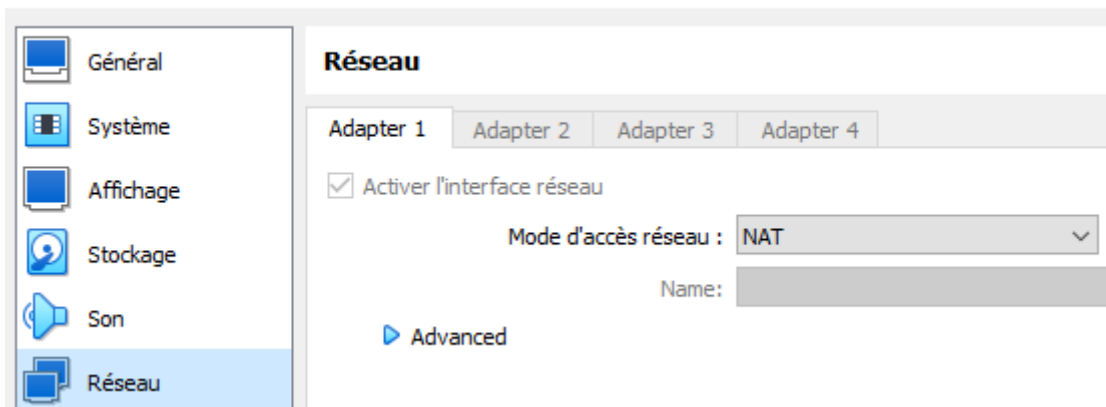 Général
Système
Affichage
Stockage
Son
Réseau
Réseau
Adapter 1 Adapter 2 Adapter 3 Adapter 4
Activer l'interface réseau
Mode d'accès réseau : NAT
Name:
Advanced